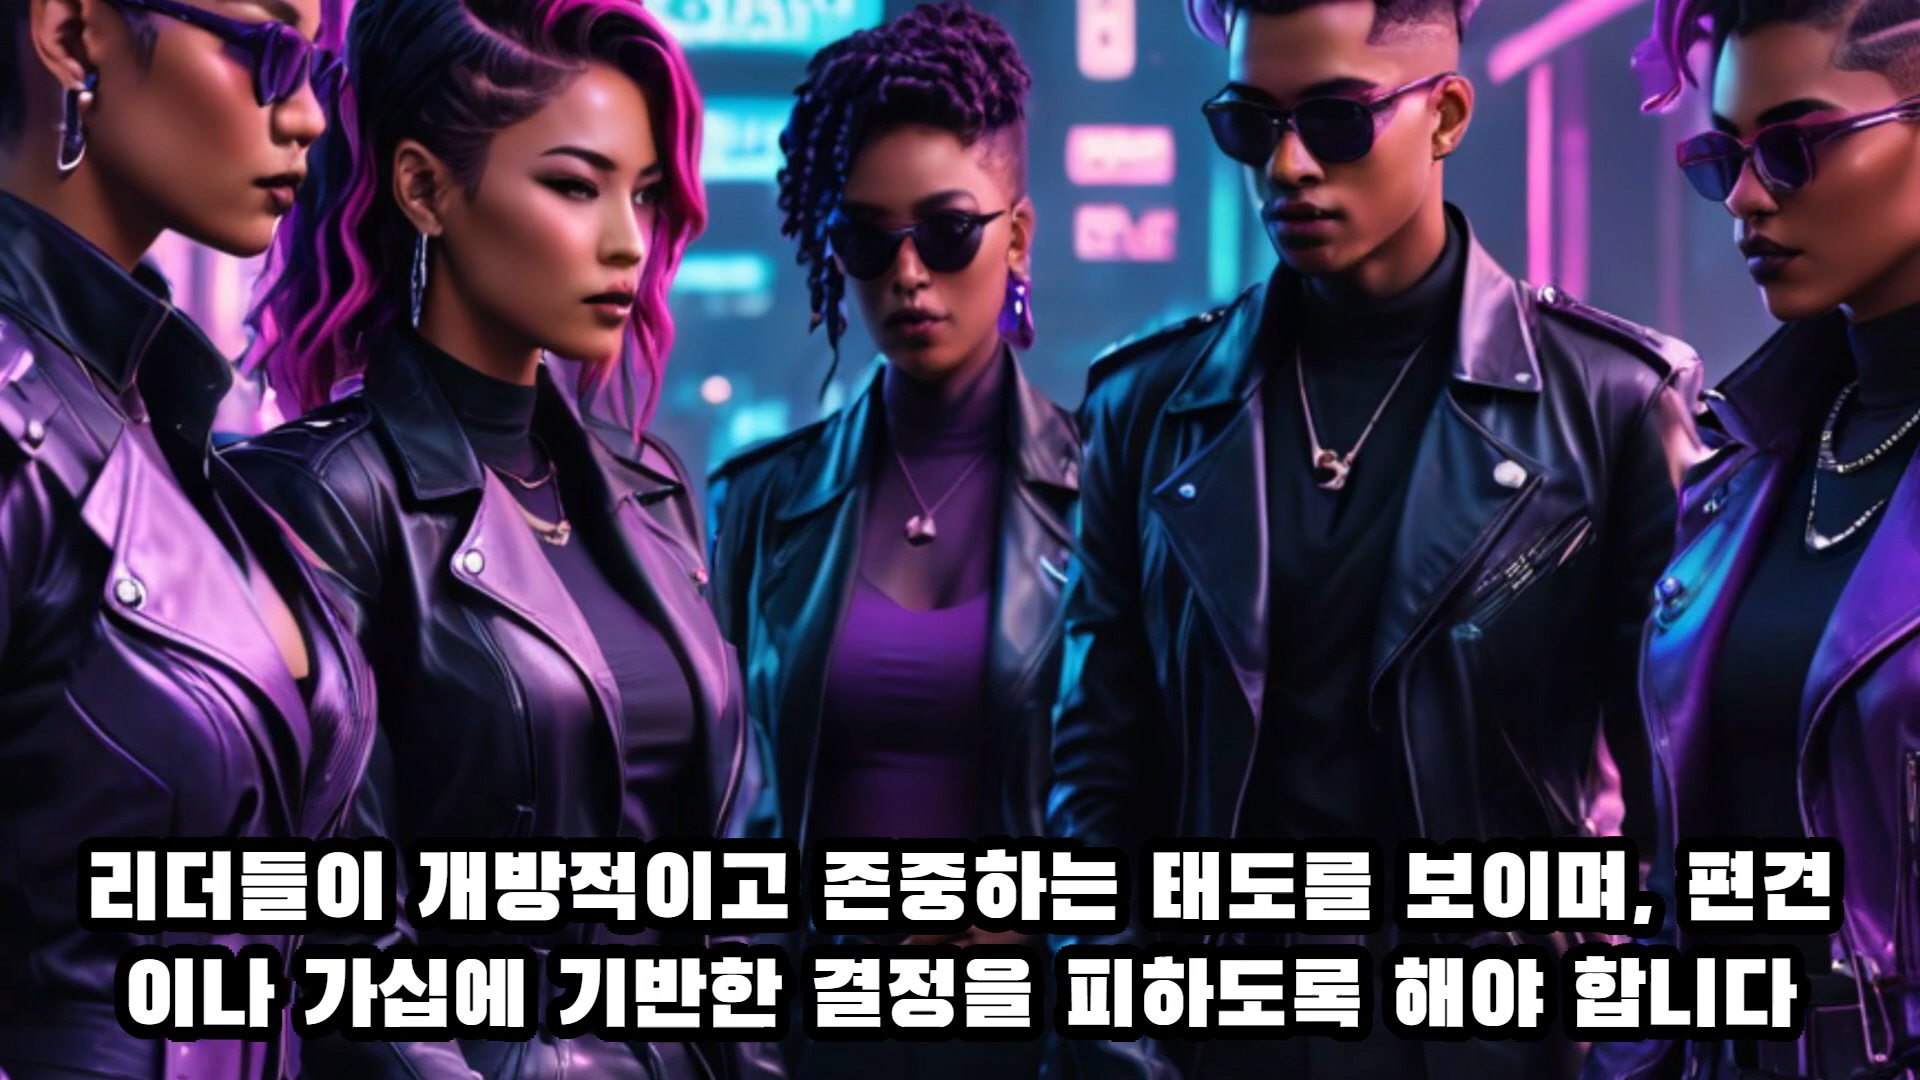 리더들이 개방적이고 존중하는 태도를 보이며, 편견
이나 가십에 기반한 결정을 피하도록 해야 합니다